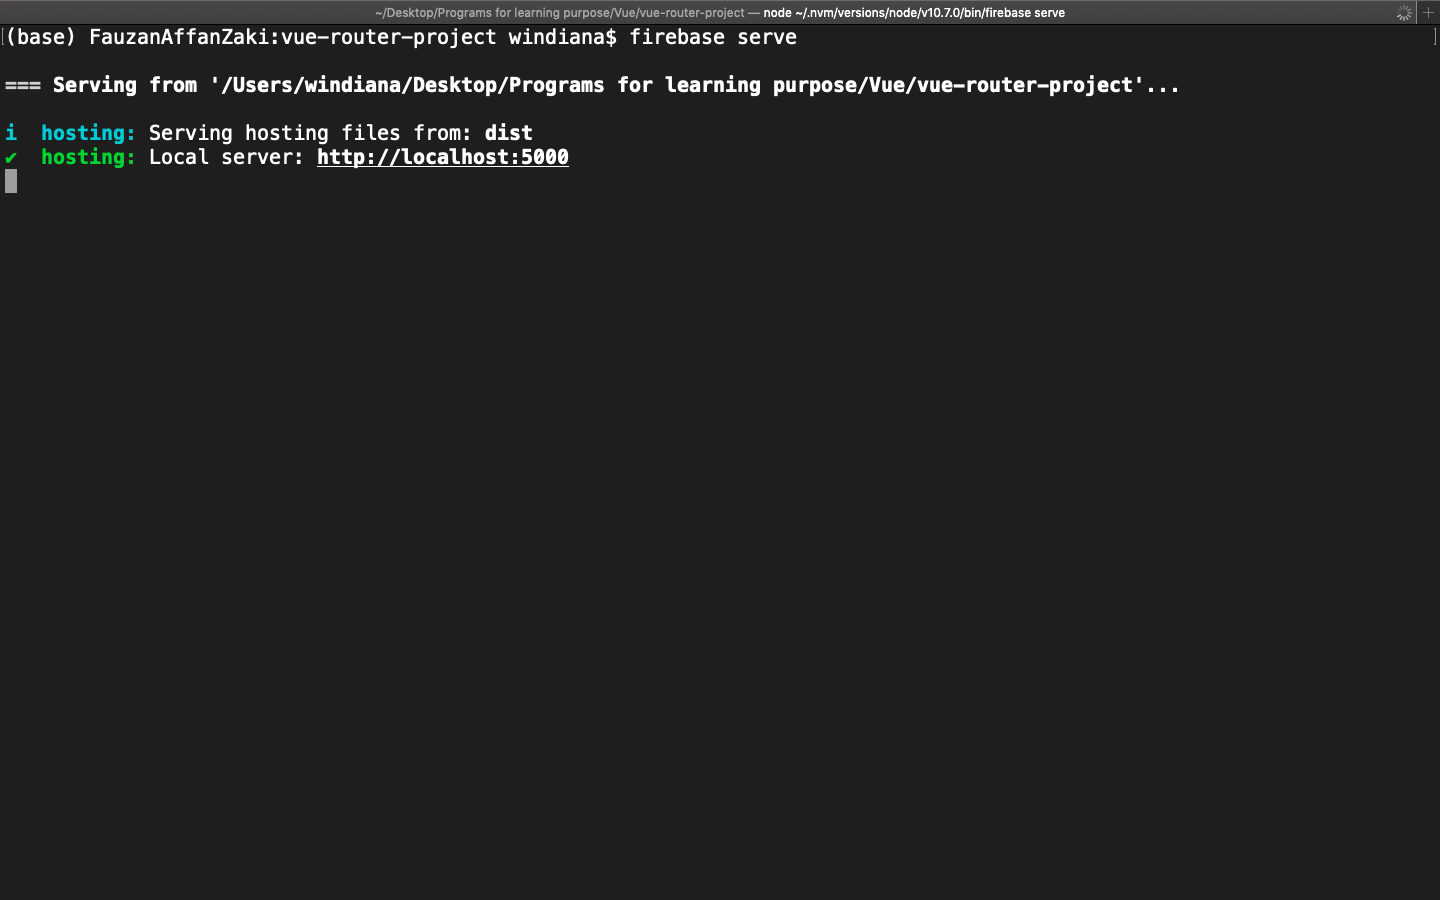 ~/Desktop/Programs for learning purpose/Vue/vue-router-project — node ~/.nvm/versions/node/v10.7.0/bin/firebase serve
(base) FauzanAffanZaki:vue-router-project windiana$ firebase serve
=== Serving from '/Users/windiana/Desktop/Programs for learning purpose/Vue/vue-router-project'...
i  hosting: Serving hosting files from: dist
✔  hosting: Local server: http://localhost:5000